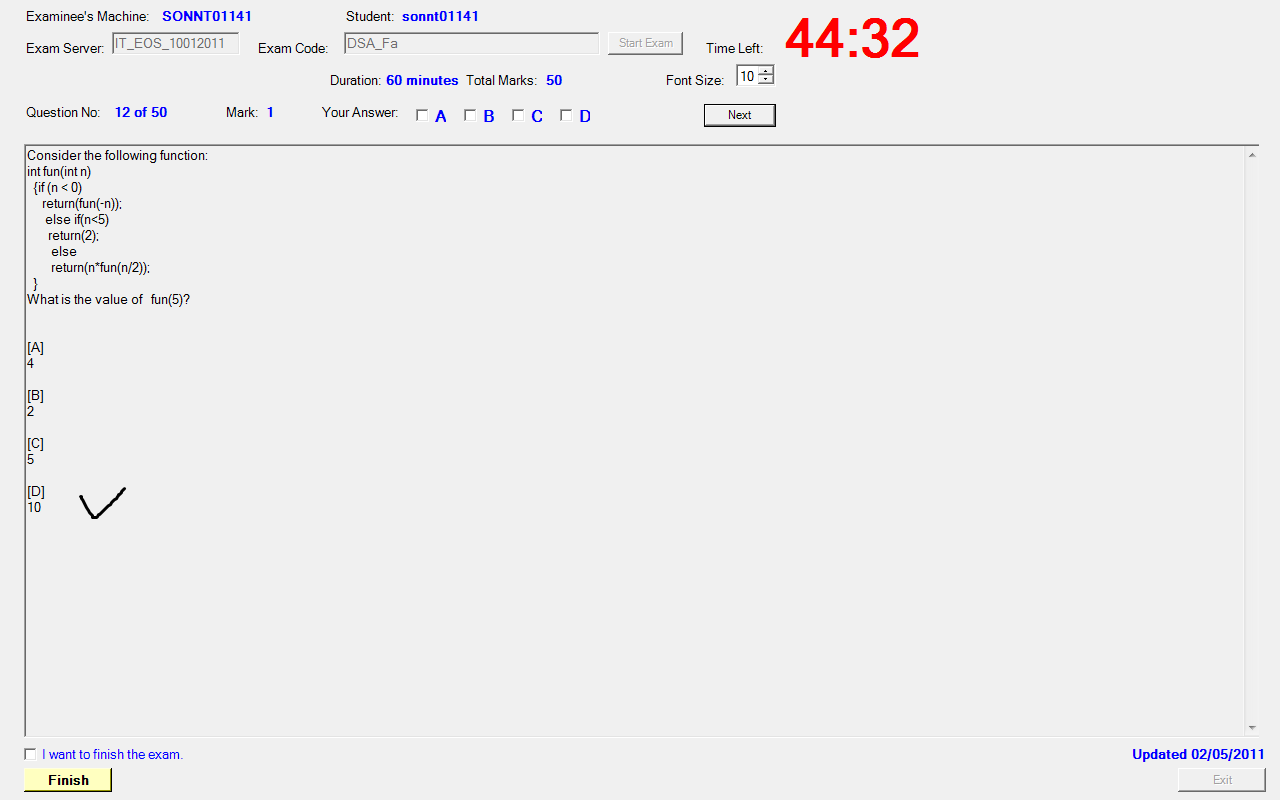 Examinee's Machine: SONNT01141 Student: sonnt01141
Exam Server: IT_EOS_10012011 Exam Code: DSA_Fa Start Exam Time Left: 44:32
Duration: 60 minutes Total Marks: 50 Font Size: 10
Question No: 12 of 50 Mark: 1 Your Answer: A B C D Next
Consider the following function:
int fun(int n)
{if (n < 0)
return(fun(-n));
else if(n<5)
return(2);
else
return(n*fun(n/2));
}
What is the value of fun(5)?
[A]
4
[B]
2
[C]
5
[D]
10
I want to finish the exam. Updated 02/05/2011
Finish Exit